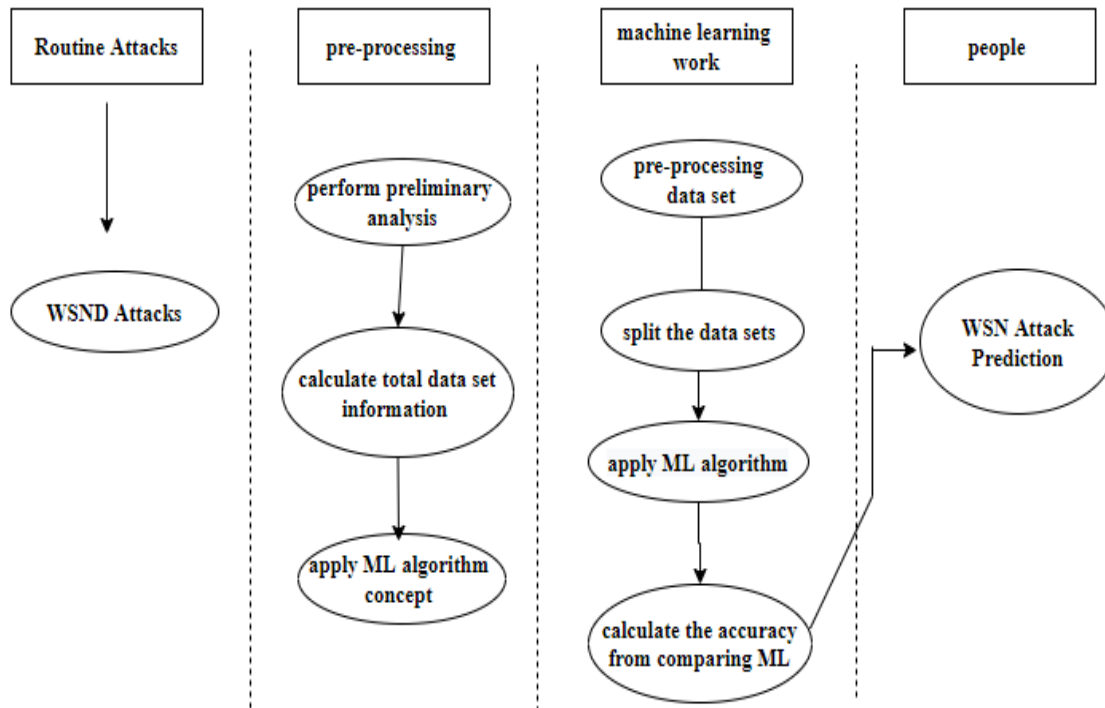 Routine Attacks
WSND Attacks
pre-processing
perform preliminary
analysis
calculate total data set
information
apply ML algorithm
concept
machine learning
work
pre-processing
data set
split the data sets
apply ML algorithm
calculate the accuracy
from comparing ML
people
WSN Attack
Prediction